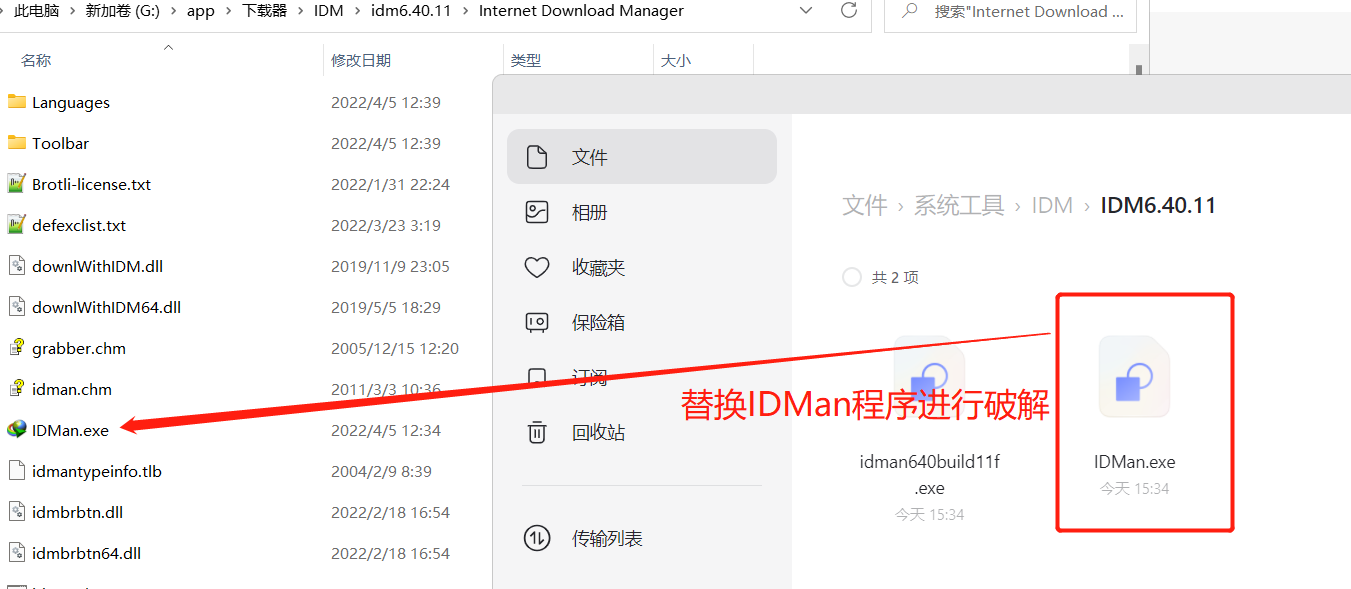 此电脑 › 新加卷 (G:) › app › 下载器 › IDM › idm6.40.11 › Internet Download Manager
搜索"Internet Download ...
名称 修改日期 类型 大小
Languages 2022/4/5 12:39
Toolbar 2022/4/5 12:39
Brotli-license.txt 2022/1/31 22:24
defexclist.txt 2022/3/23 3:19
downlWithIDM.dll 2019/11/9 23:05
downlWithIDM64.dll 2019/5/5 18:29
grabber.chm 2005/12/15 12:20
idman.chm 2011/3/3 10:36
IDMan.exe 2022/4/5 12:34
idmantypeinfo.tlb 2004/2/9 8:39
idmbrbtn.dll 2022/2/18 16:54
idmbrbtn64.dll 2022/2/18 16:54
文件
相册
收藏夹
保险箱
订阅
回收站
传输列表
文件 › 系统工具 › IDM › IDM6.40.11
共 2 项
替换IDMan程序进行破解
idman640build11f
.exe
今天 15:34
IDMan.exe
今天 15:34